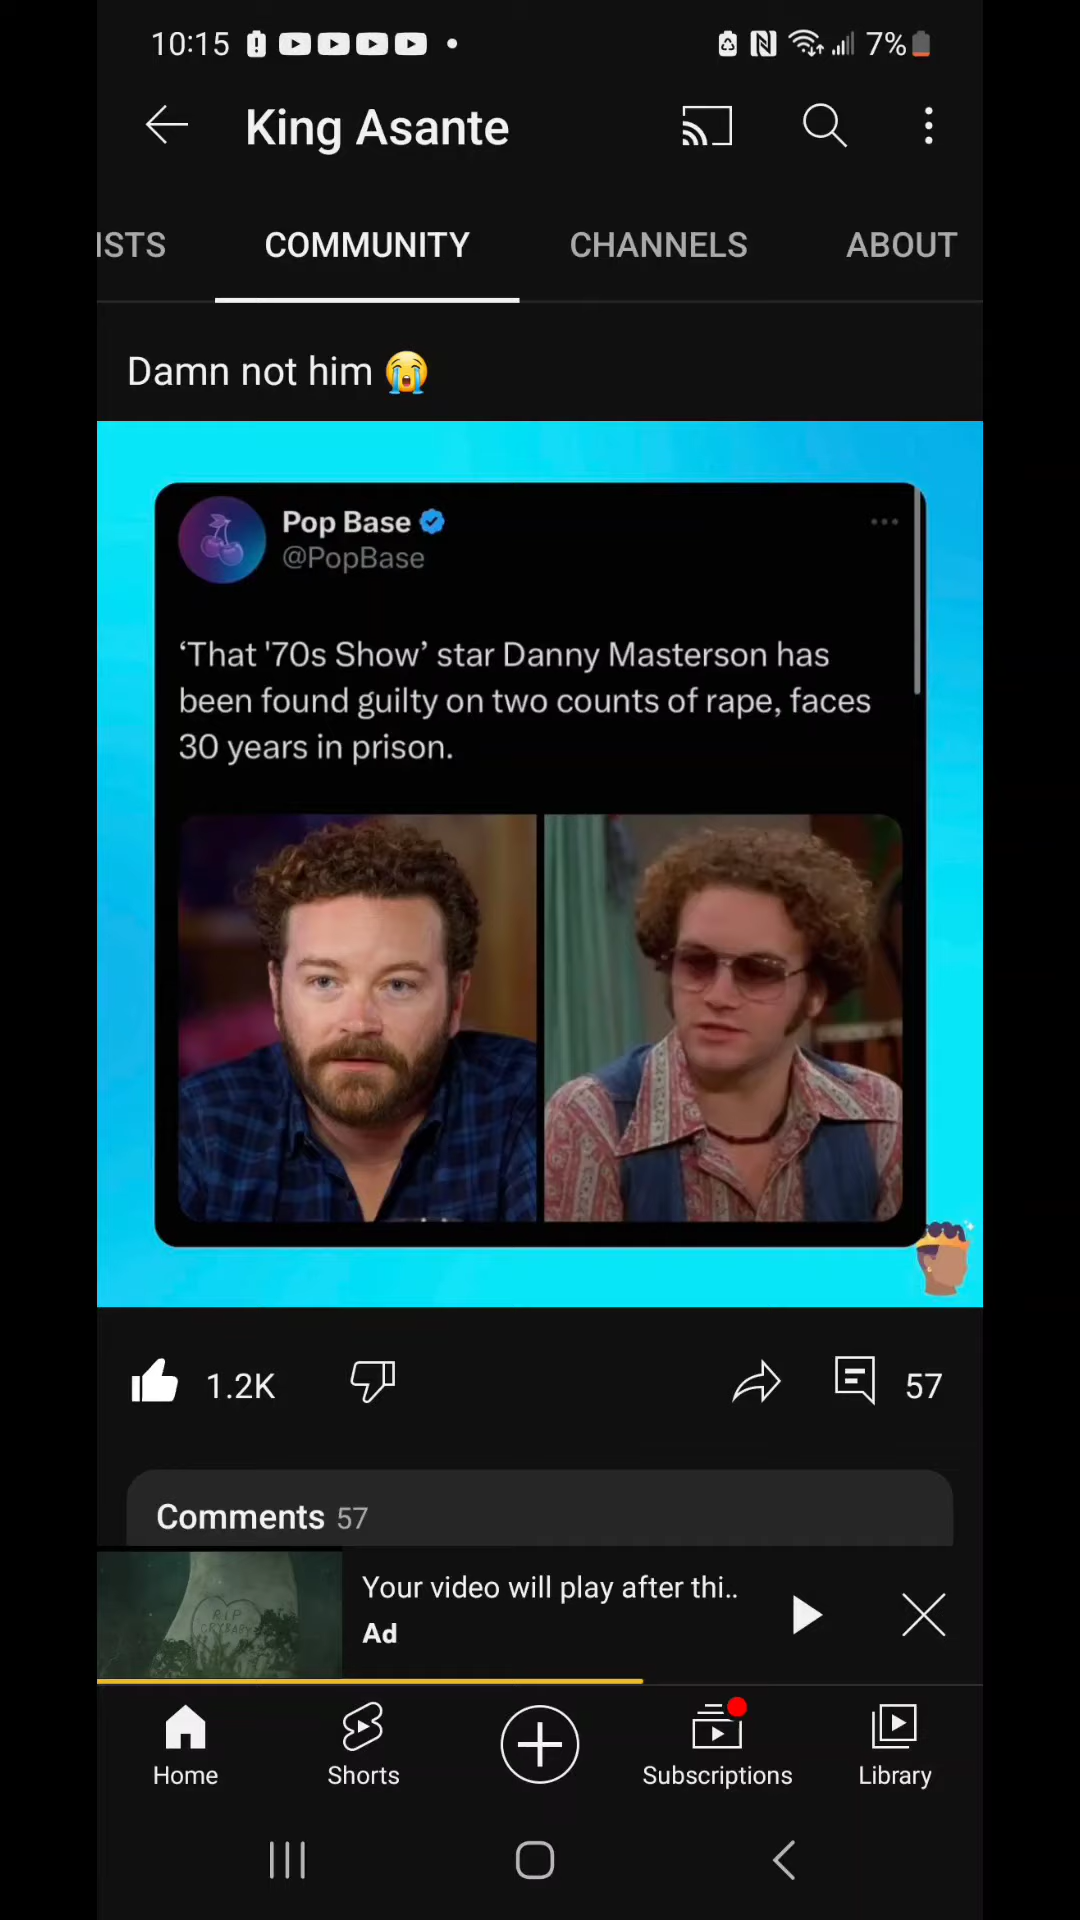 10:15
7%
King Asante
ISTS
COMMUNITY
CHANNELS
ABOUT
Damn not him 😭
Pop Base
@PopBase
‘That '70s Show’ star Danny Masterson has
been found guilty on two counts of rape, faces
30 years in prison.
1.2K
57
Comments 57
RIP
CRYBABY
Your video will play after thi..
Ad
Home
Shorts
Subscriptions
Library